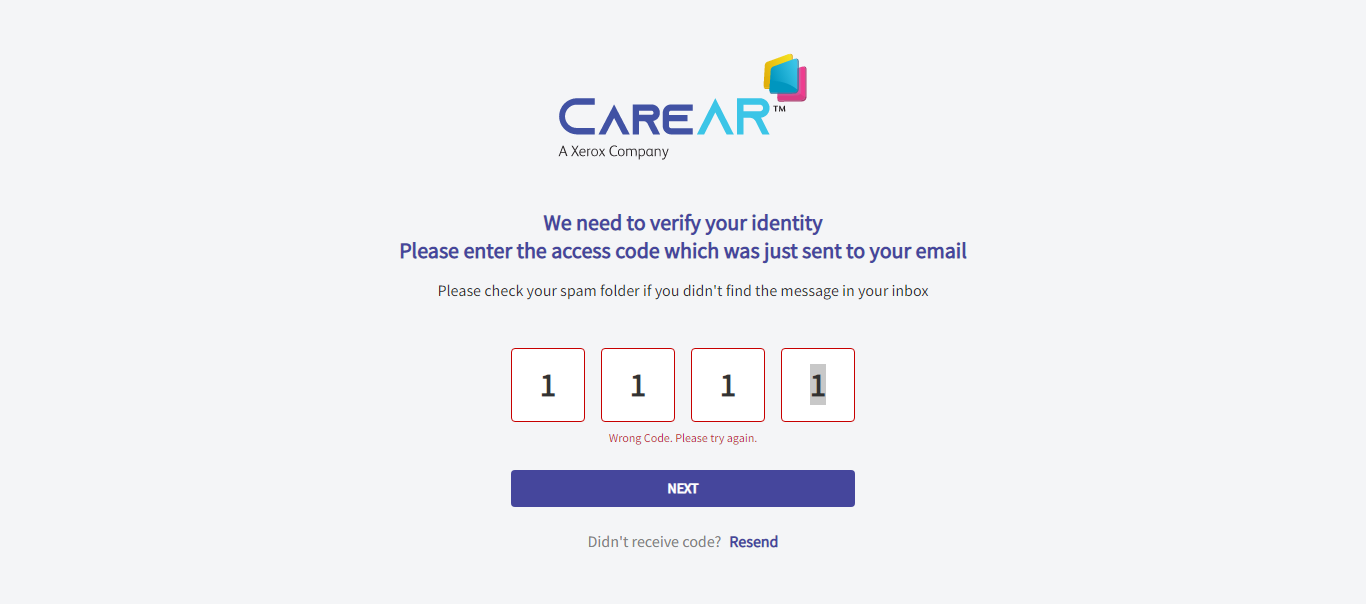 CAREAR™
A Xerox Company
We need to verify your identity
Please enter the access code which was just sent to your email
Please check your spam folder if you didn't find the message in your inbox
1 1 1 1
Wrong Code. Please try again.
NEXT
Didn't receive code? Resend